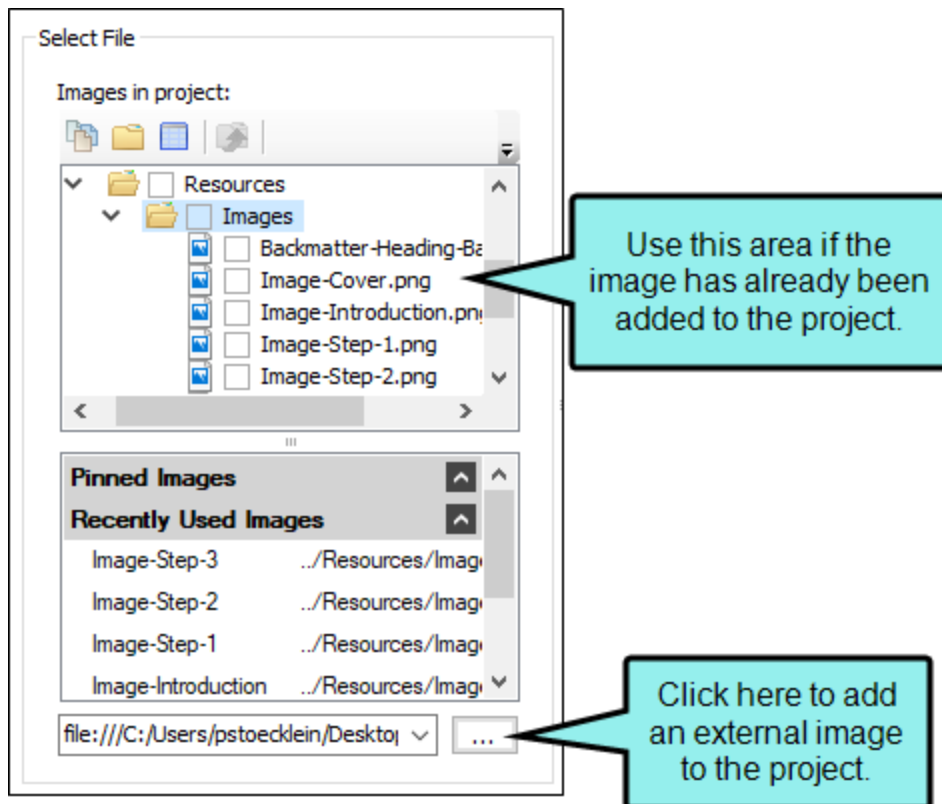 Select File
Images in project:
Resources
Images
Backmatter-Heading-Ba
Image-Cover.png
Image-Introduction.pn
Image-Step-1.png
Image-Step-2.png
Use this area if the
image has already been
added to the project.
Pinned Images
Recently Used Images
Image-Step-3 ../Resources/Imag
Image-Step-2 ../Resources/Imag
Image-Step-1 ../Resources/Imag
Image-Introduction ../Resources/Imag
file:///C:/Users/pstoecklein/Desktop
...
Click here to add
an external image
to the project.